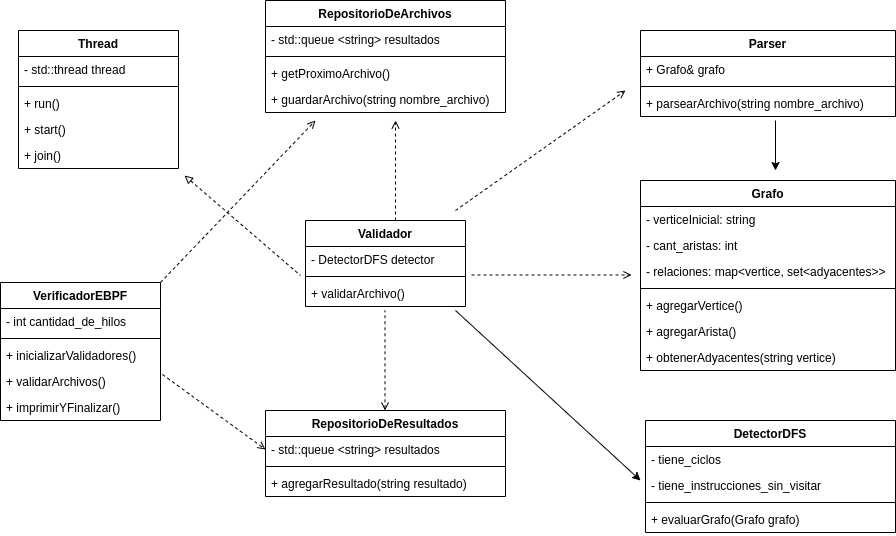 Thread
- std::thread thread
+ run()
+ start()
+ join()
RepositorioDeArchivos
- std::queue <string> resultados
+ getProximoArchivo()
+ guardarArchivo(string nombre_archivo)
Parser
+ Grafo& grafo
+ parsearArchivo(string nombre_archivo)
Validador
- DetectorDFS detector
+ validarArchivo()
Grafo
- verticeInicial: string
- cant_aristas: int
- relaciones: map<vertice, set<adyacentes>>
+ agregarVertice()
+ agregarArista()
+ obtenerAdyacentes(string vertice)
VerificadorEBPF
- int cantidad_de_hilos
+ inicializarValidadores()
+ validarArchivos()
+ imprimirYFinalizar()
RepositorioDeResultados
- std::queue <string> resultados
+ agregarResultado(string resultado)
DetectorDFS
- tiene_ciclos
- tiene_instrucciones_sin_visitar
+ evaluarGrafo(Grafo grafo)